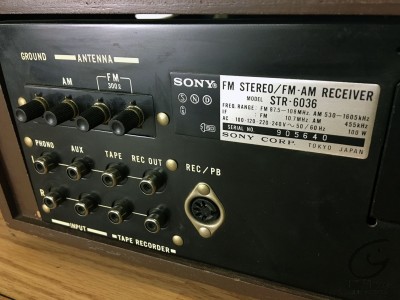 GROUND ANTENNA
AM FM
300Ω
SONY FM STEREO/FM-AM RECEIVER
MODEL STR-6036
S N D
FREQ. RANGE: FM 87.5-108MHz, AM 530-1605kHz
IF FM 10.7MHz AM 455kHz
AC 100·120·220·240V~50/60Hz 100W
SERIAL NO. 905640
SONY CORP. TOKYO JAPAN
PHONO AUX TAPE REC OUT REC/PB
L
R
INPUT TAPE RECORDER